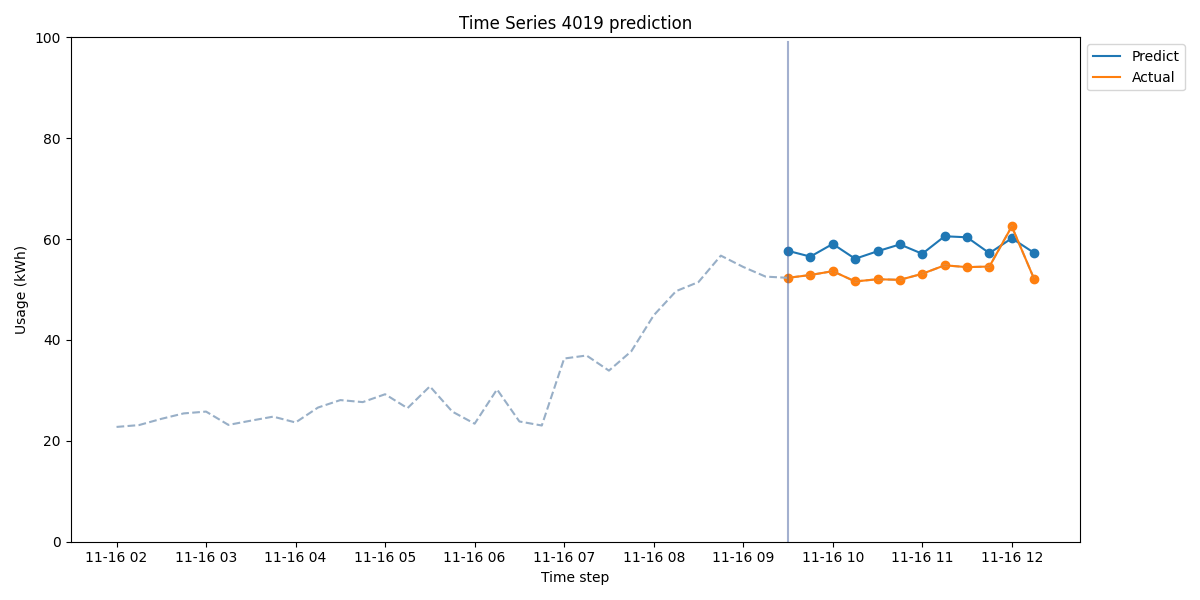 Time Series 4019 prediction
Predict
Actual
Usage (kWh)
100
80
60
40
20
0
11-16 02 11-16 03 11-16 04 11-16 05 11-16 06 11-16 07 11-16 08 11-16 09 11-16 10 11-16 11 11-16 12
Time step